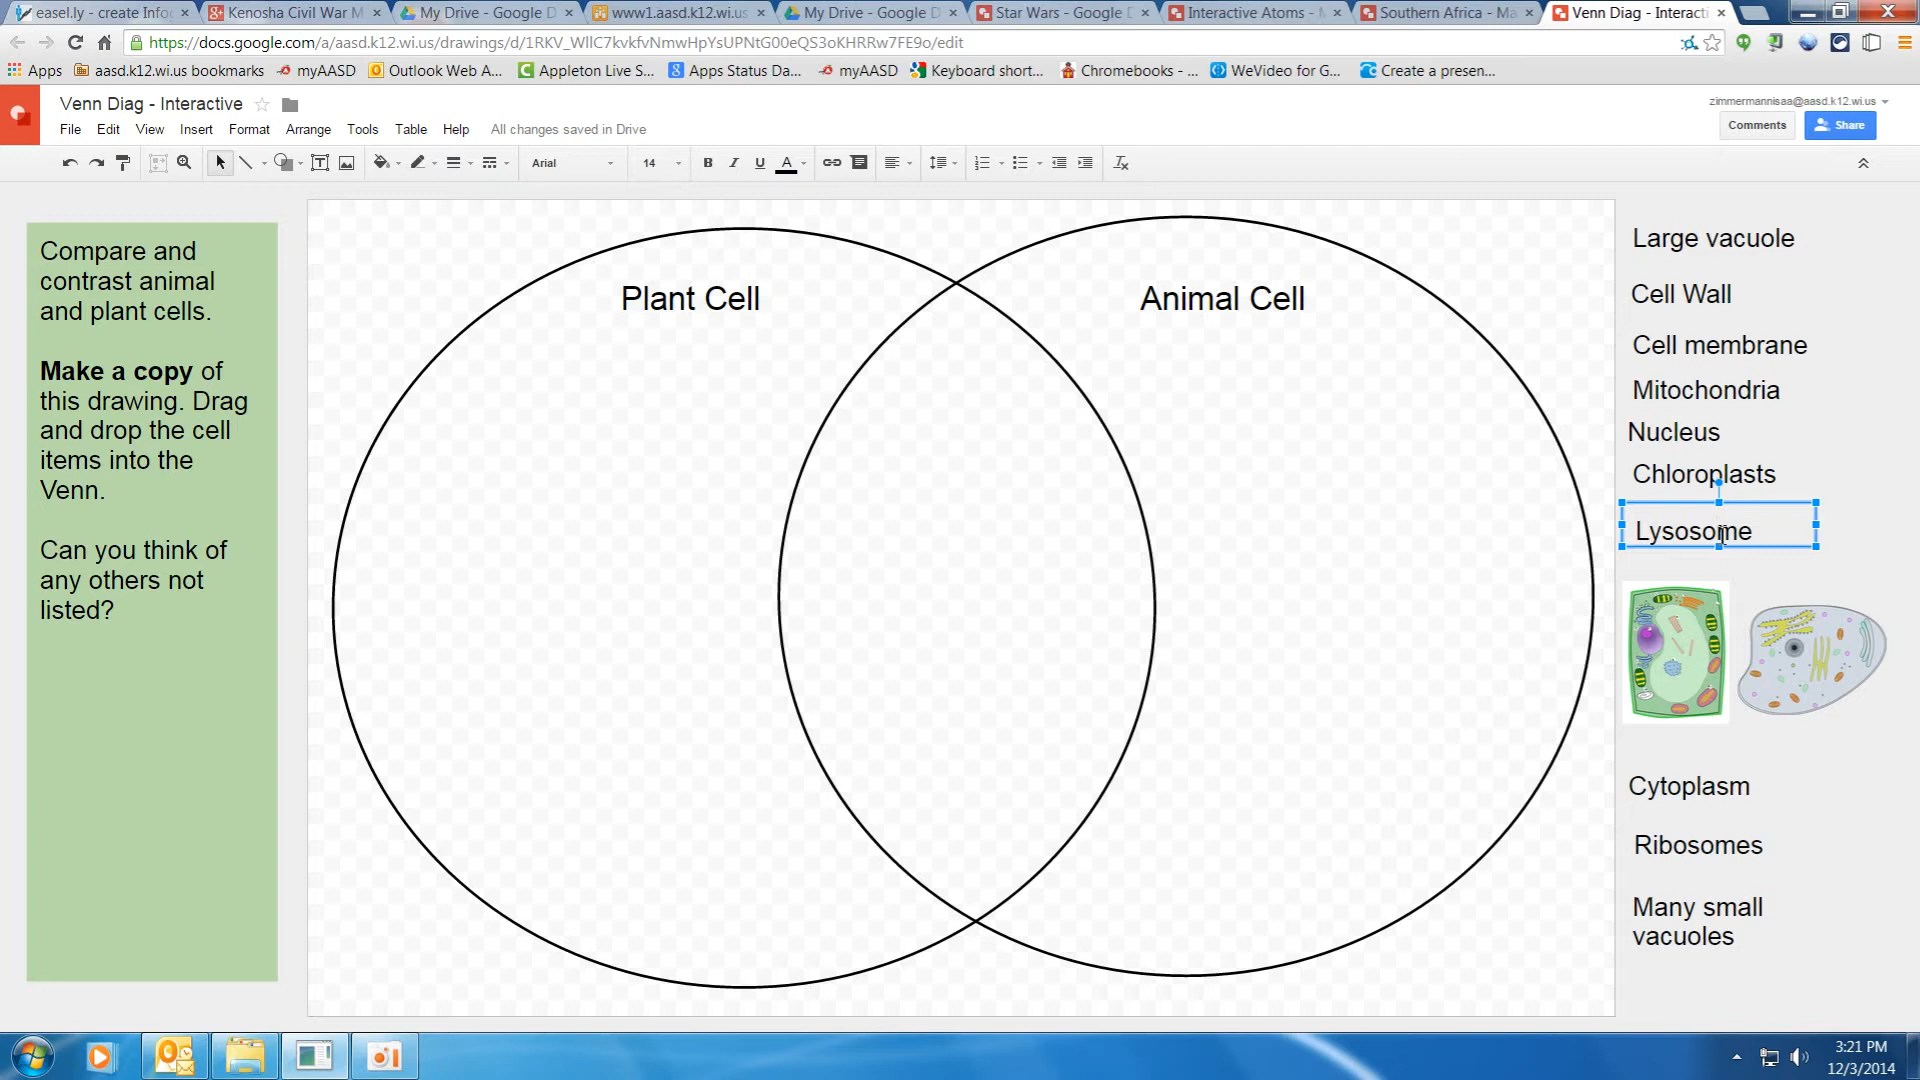 easel.ly - create Infog
Kenosha Civil War M
My Drive - Google D
www1.aasd.k12.wi.us
My Drive - Google D
Star Wars - Google D
Interactive Atoms - M
Southern Africa - Ma
Venn Diag - Interacti
https://docs.google.com/a/aasd.k12.wi.us/drawings/d/1RKV_WllC7kvkfvNmwHpYsUPNtG00eQS3oKHRRw7FE9o/edit
Apps
aasd.k12.wi.us bookmarks
myAASD
Outlook Web A...
Appleton Live S...
Apps Status Da...
myAASD
Keyboard short...
Chromebooks - ...
WeVideo for G...
Create a presen...
Venn Diag - Interactive
zimmermannisaa@aasd.k12.wi.us
File Edit View Insert Format Arrange Tools Table Help All changes saved in Drive
Comments
Share
Arial
14
B I U A
Compare and
contrast animal
and plant cells.
Make a copy of
this drawing. Drag
and drop the cell
items into the
Venn.
Can you think of
any others not
listed?
Plant Cell
Animal Cell
Large vacuole
Cell Wall
Cell membrane
Mitochondria
Nucleus
Chloroplasts
Lysosome
Cytoplasm
Ribosomes
Many small
vacuoles
3:21 PM
12/3/2014